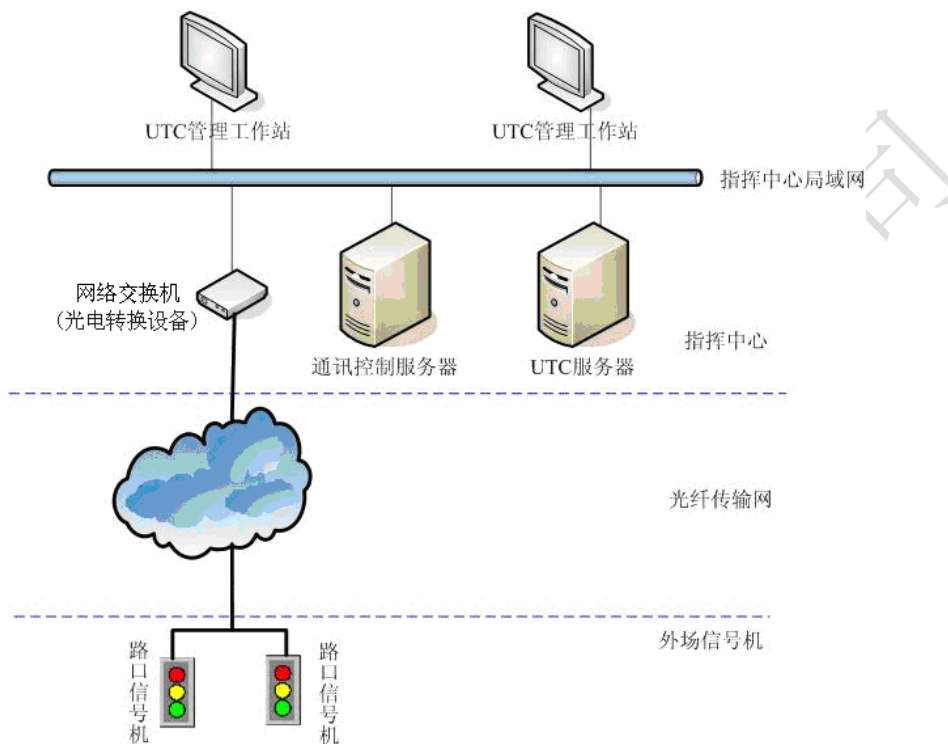 UTC管理工作站
UTC管理工作站
指挥中心局域网
司
网络交换机
（光电转换设备）
通讯控制服务器
UTC服务器
指挥中心
光纤传输网
外场信号机
路口信号机
路口信号机